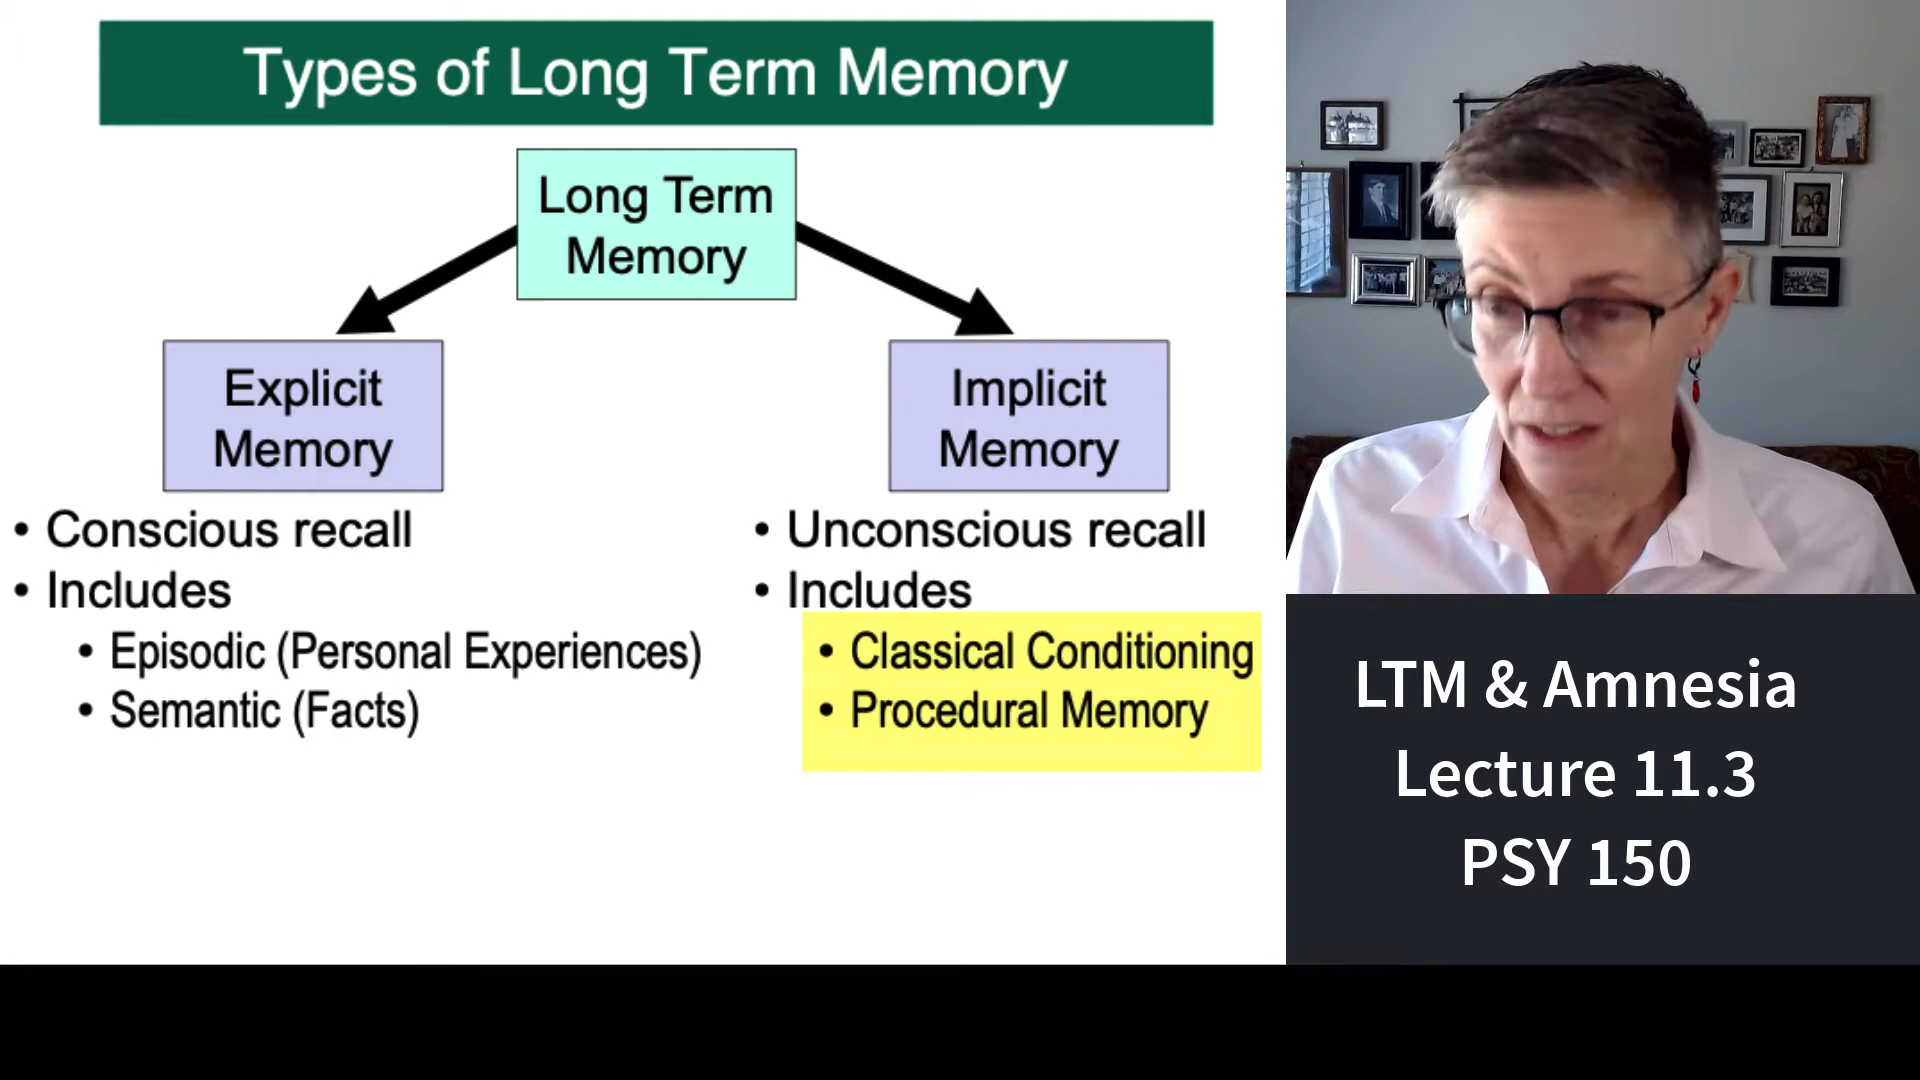 Types of Long Term Memory
Long Term
Memory
Explicit
Memory
Implicit
Memory
• Conscious recall
• Includes
• Episodic (Personal Experiences)
• Semantic (Facts)
• Unconscious recall
• Includes
• Classical Conditioning
• Procedural Memory
LTM & Amnesia
Lecture 11.3
PSY 150